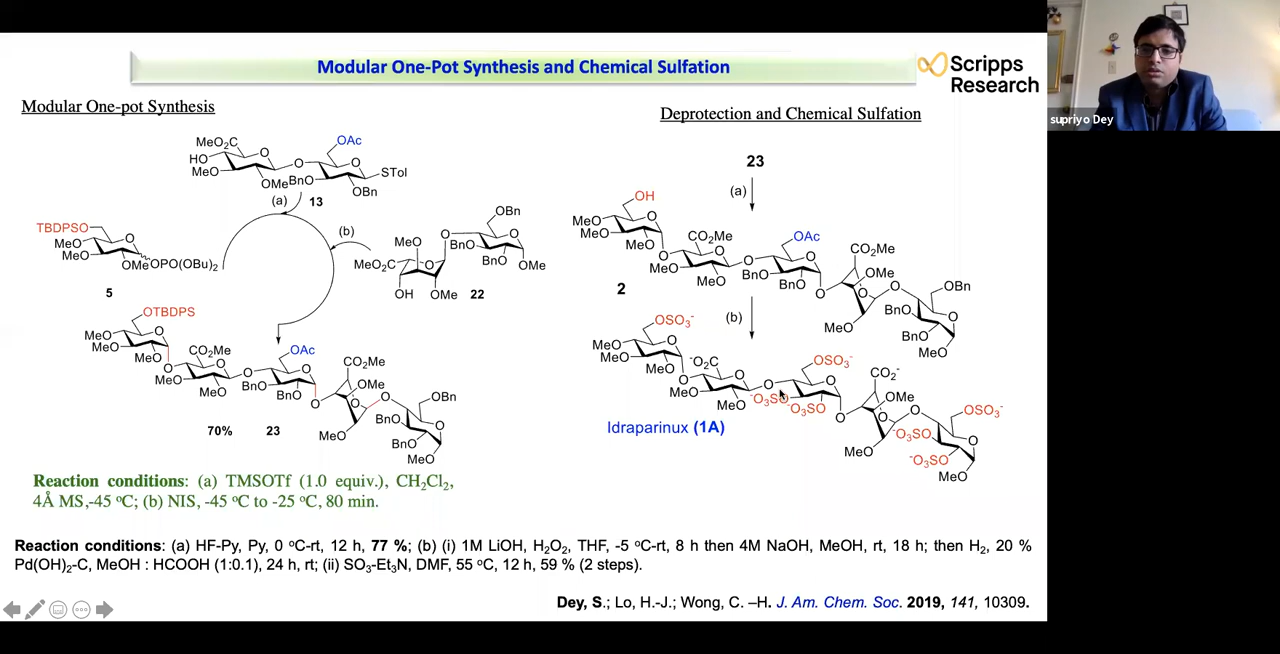 Modular One-Pot Synthesis and Chemical Sulfation
Scripps
Research
supriyo Dey
Modular One-pot Synthesis
MeO₂C
OAc
HO
O
O
O
STol
MeO
OMe
BnO
OBn
(a)
13
TBDPSO
MeO
MeO
O
OMe
OPO(OBu)₂
5
(b)
OBn
MeO
O
O
BnO
MeO₂C
O
BnO
OMe
OH
OMe
22
OTBDPS
MeO
MeO
O
MeO
CO₂Me
OAc
O
O
O
O
MeO
MeO
BnO
BnO
O
CO₂Me
OMe
O
O
OBn
MeO
BnO
O
BnO
MeO
70%
23
Reaction conditions: (a) TMSOTf (1.0 equiv.), CH₂Cl₂,
4Å MS,-45 ºC; (b) NIS, -45 ºC to -25 ºC, 80 min.
Deprotection and Chemical Sulfation
23
(a)
OH
MeO
MeO
O
MeO
CO₂Me
OAc
O
O
O
O
MeO
MeO
BnO
BnO
O
CO₂Me
OMe
O
O
OBn
MeO
BnO
O
BnO
MeO
2
(b)
OSO₃⁻
MeO
MeO
O
MeO
⁻O₂C
OSO₃⁻
O
O
O
O
MeO
MeO
⁻O₃SO
⁻O₃SO
O
CO₂⁻
OMe
O
O
OSO₃⁻
MeO
⁻O₃SO
O
⁻O₃SO
MeO
Idraparinux (1A)
Reaction conditions: (a) HF-Py, Py, 0 ºC-rt, 12 h, 77 %; (b) (i) 1M LiOH, H₂O₂, THF, -5 ºC-rt, 8 h then 4M NaOH, MeOH, rt, 18 h; then H₂, 20 %
Pd(OH)₂-C, MeOH : HCOOH (1:0.1), 24 h, rt; (ii) SO₃-Et₃N, DMF, 55 ºC, 12 h, 59 % (2 steps).
Dey, S.; Lo, H.-J.; Wong, C. –H. J. Am. Chem. Soc. 2019, 141, 10309.